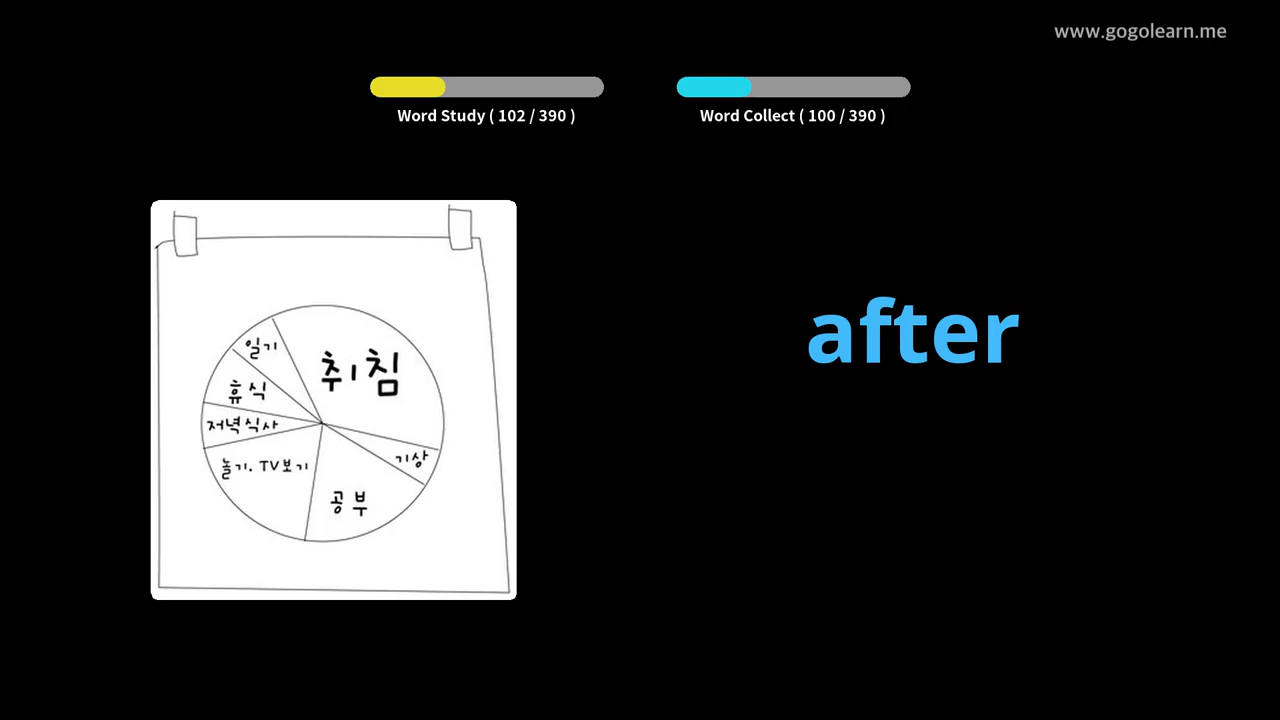 www.gogolearn.me
Word Study ( 102 / 390 )
Word Collect ( 100 / 390 )
일기
취침
휴식
저녁식사
after
놀기. TV보기
기상
공부